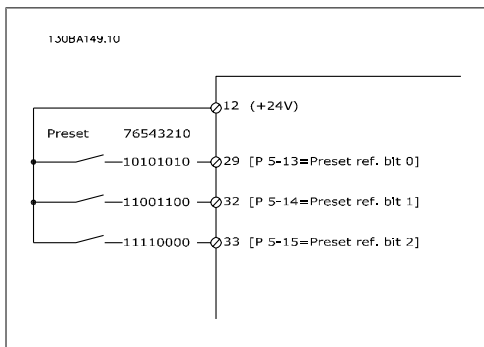 130BA149.10
12 (+24V)
Preset 76543210
10101010 29 [P 5-13=Preset ref. bit 0]
11001100 32 [P 5-14=Preset ref. bit 1]
11110000 33 [P 5-15=Preset ref. bit 2]